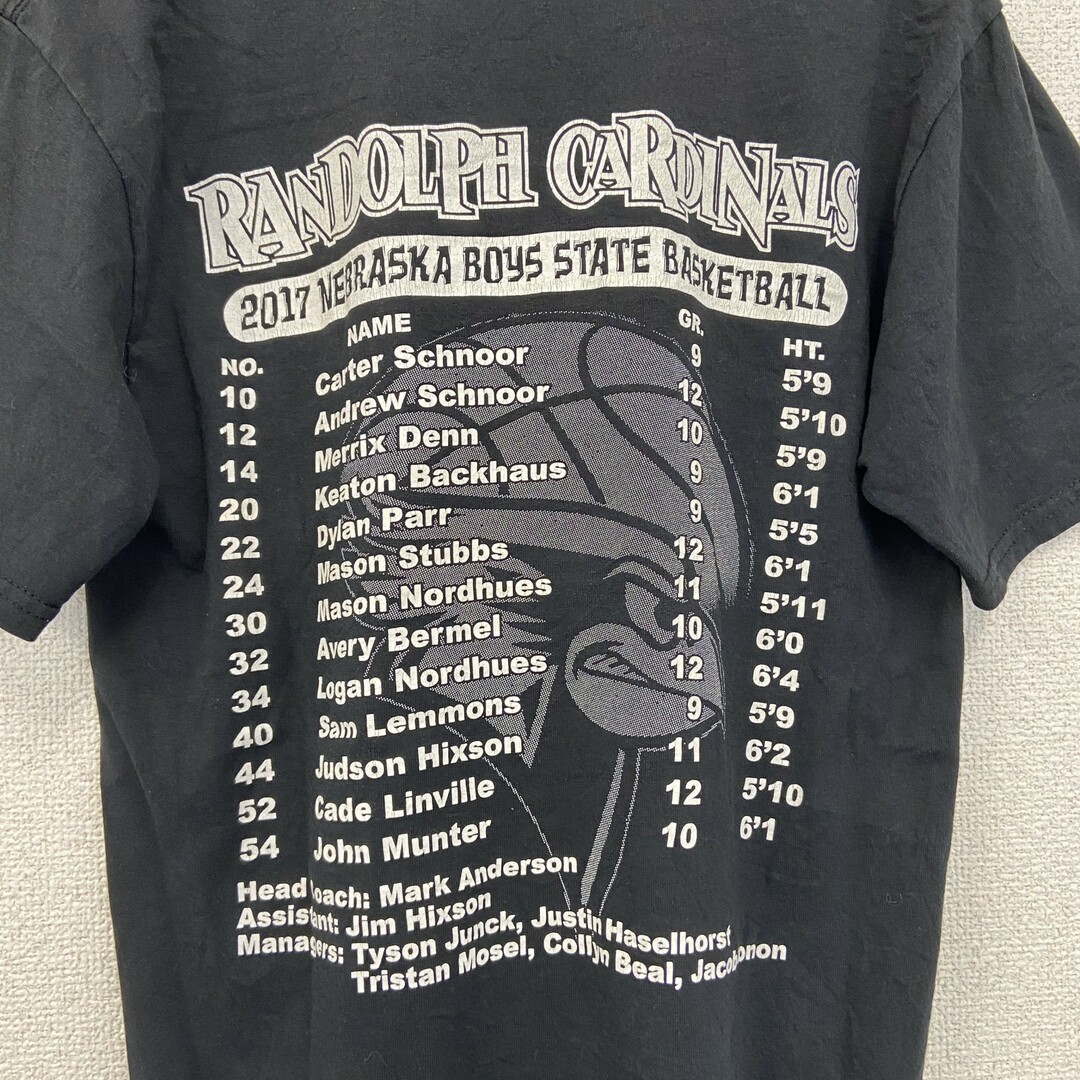 RANDOLPH CARDINALS
2017 NEBRASKA BOYS STATE BASKETBALL
NO. NAME GR. HT.
10 Carter Schnoor 9 5'9
12 Andrew Schnoor 12 5'10
14 Merrix Denn 10 5'9
20 Keaton Backhaus 9 6'1
22 Dylan Parr 9 5'5
24 Mason Stubbs 12 6'1
30 Mason Nordhues 11 5'11
32 Avery Bermel 10 6'0
34 Logan Nordhues 12 6'4
40 Sam Lemmons 9 5'9
44 Judson Hixson 11 6'2
52 Cade Linville 12 5'10
54 John Munter 10 6'1
Head Coach: Mark Anderson
Assistant: Jim Hixson
Managers: Tyson Junck, Justin Haselhorst
Tristan Mosel, Collyn Beal, Jacob